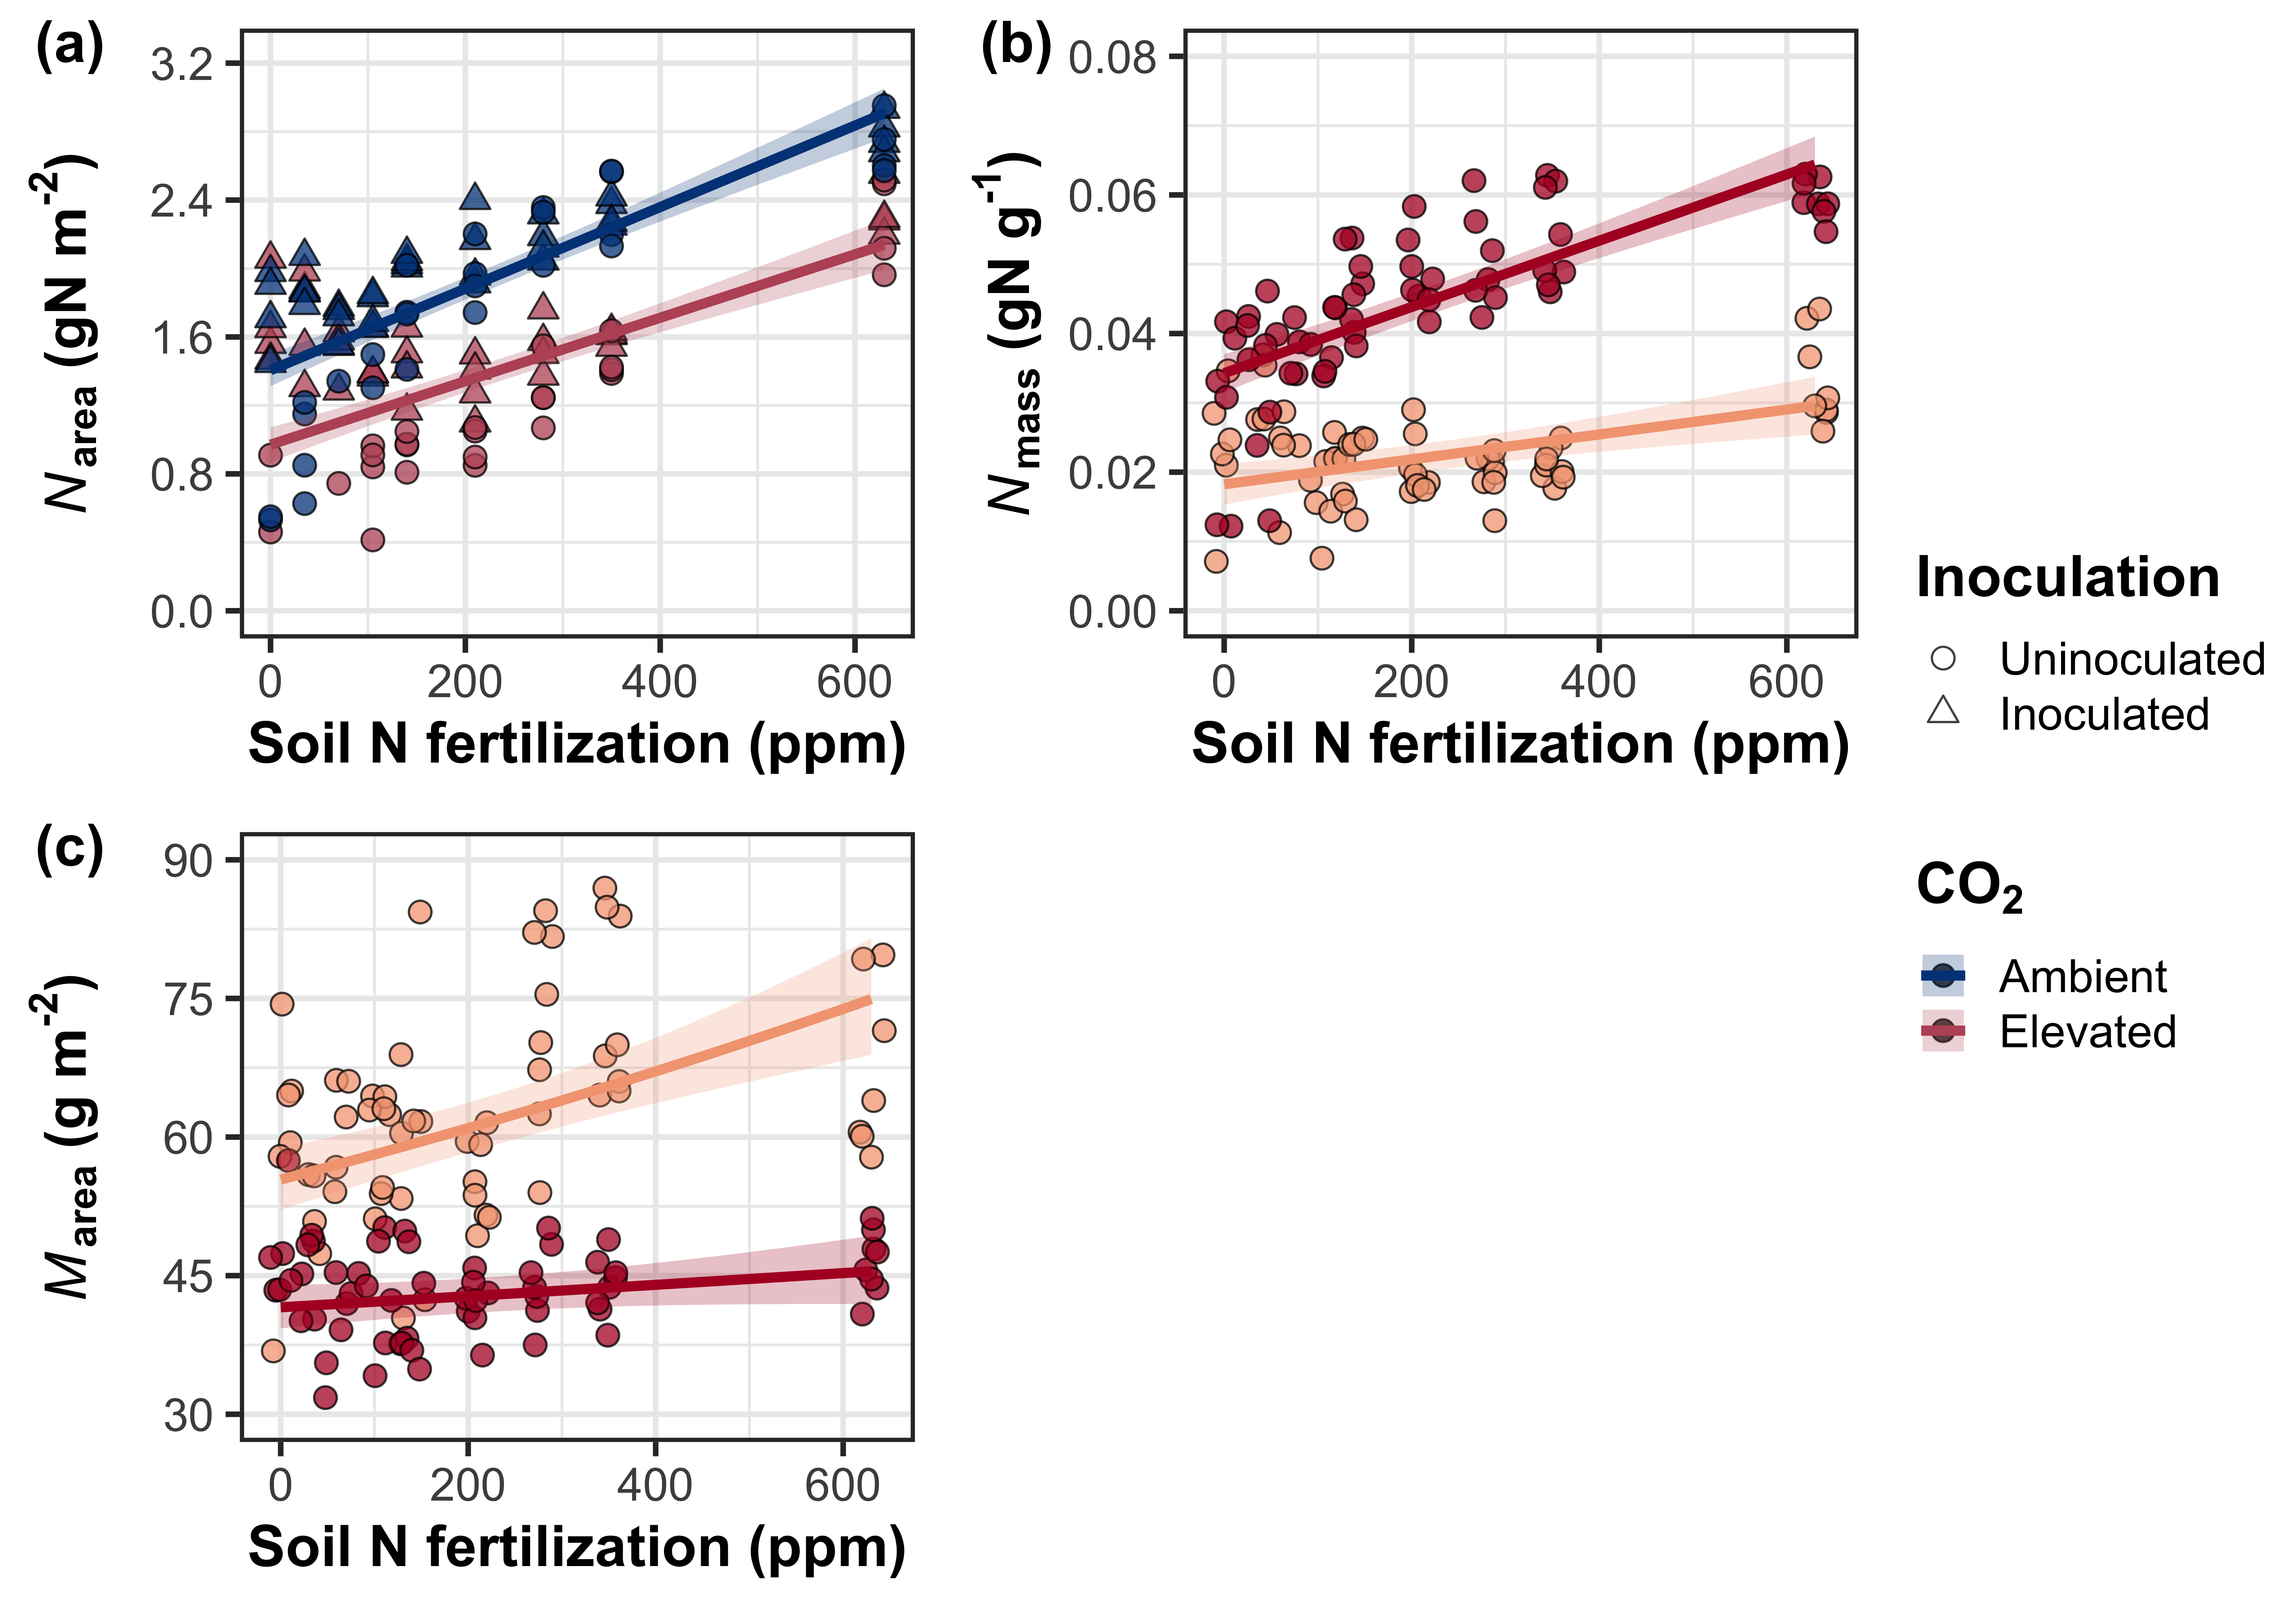 (a)
3.2
2.4
1.6
0.8
0.0
N area (gN m-2)
0 200 400 600
Soil N fertilization (ppm)
(b)
0.08
0.06
0.04
0.02
0.00
N mass (gN g-1)
0 200 400 600
Soil N fertilization (ppm)
(c)
90
75
60
45
30
M area (g m-2)
0 200 400 600
Soil N fertilization (ppm)
Inoculation
Uninoculated
Inoculated
CO2
Ambient
Elevated